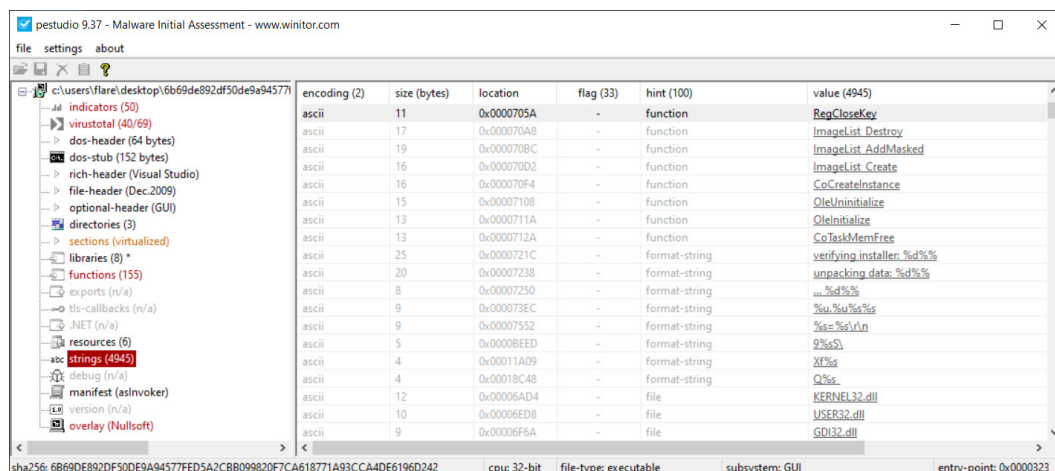 pestudio 9.37 - Malware Initial Assessment - www.winitor.com
file settings about
c:\users\flare\desktop\6b69de892df50de9a94577f
indicators (50)
virustotal (40/69)
dos-header (64 bytes)
dos-stub (152 bytes)
rich-header (Visual Studio)
file-header (Dec.2009)
optional-header (GUI)
directories (3)
sections (virtualized)
libraries (8) *
functions (155)
exports (n/a)
tls-callbacks (n/a)
.NET (n/a)
resources (6)
abc strings (4945)
debug (n/a)
manifest (asInvoker)
1.0 version (n/a)
overlay (Nullsoft)
encoding (2) size (bytes) location flag (33) hint (100) value (4945)
ascii 11 0x0000705A - function RegCloseKey
ascii 17 0x000070A8 - function ImageList_Destroy
ascii 19 0x000070BC - function ImageList_AddMasked
ascii 16 0x000070D2 - function ImageList_Create
ascii 16 0x000070F4 - function CoCreateInstance
ascii 15 0x00007108 - function OleUninitialize
ascii 13 0x0000711A - function OleInitialize
ascii 13 0x0000712A - function CoTaskMemFree
ascii 25 0x0000721C - format-string verifying installer: %d%%
ascii 20 0x00007238 - format-string unpacking data: %d%%
ascii 8 0x00007250 - format-string ... %d%%
ascii 9 0x000073EC - format-string %u.%u%s%s
ascii 9 0x00007552 - format-string %s=%s\r\n
ascii 5 0x0000BEED - format-string 9%sS\
ascii 4 0x00011A09 - format-string Xf%s
ascii 4 0x00018C48 - format-string Q%s_
ascii 12 0x00006AD4 - file KERNEL32.dll
ascii 10 0x00006ED8 - file USER32.dll
ascii 9 0x00006F6A - file GDI32.dll
sha256: 6B69DE892DF50DE9A94577FED5A2CBB099820F7CA618771A93CCA4DE6196D242 cpu: 32-bit file-type: executable subsystem: GUI entry-point: 0x0000323